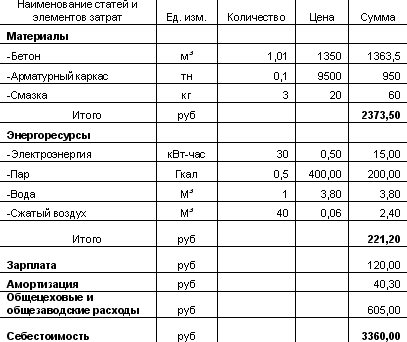 Наименование статей и элементов затрат Ед. изм. Количество Цена Сумма
Материалы
-Бетон м³ 1,01 1350 1363,5
-Арматурный каркас тн 0,1 9500 950
-Смазка кг 3 20 60
Итого руб 2373,50
Энергоресурсы
-Электроэнергия кВт-час 30 0,50 15,00
-Пар Гкал 0,5 400,00 200,00
-Вода М³ 1 3,80 3,80
-Сжатый воздух М³ 40 0,06 2,40
Итого руб 221,20
Зарплата руб 120,00
Амортизация руб 40,30
Общецеховые и общезаводские расходы руб 605,00
Себестоимость руб 3360,00